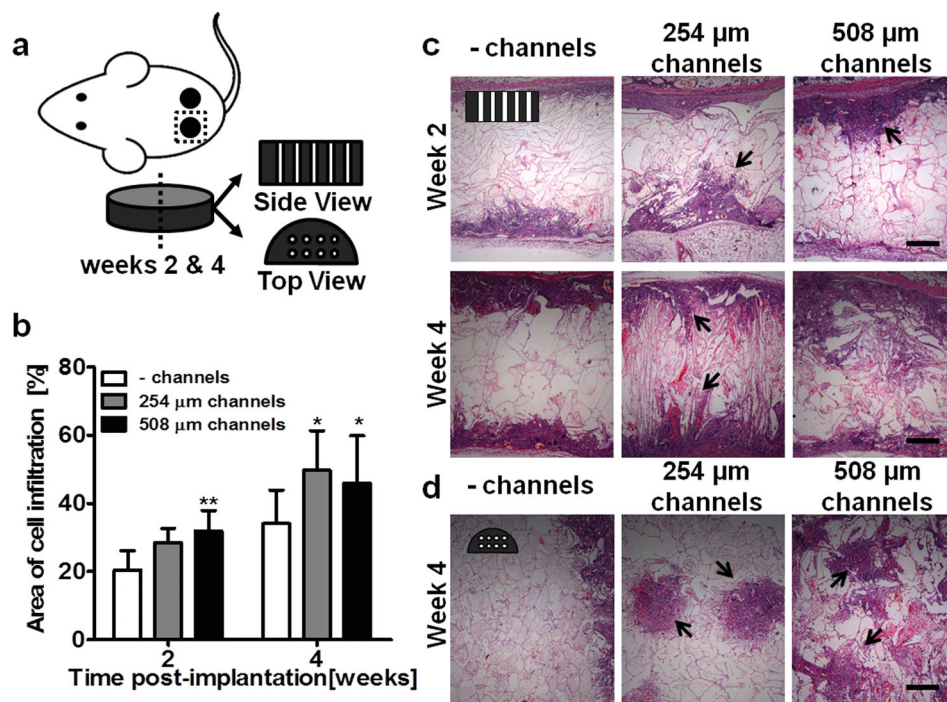 a
Side View
weeks 2 & 4
Top View
b
Area of cell infiltration [%]
80
60
40
20
0
- channels
254 µm channels
508 µm channels
**
*
*
2
4
Time post-implantation[weeks]
c
- channels
254 µm
channels
508 µm
channels
Week 2
Week 4
d
- channels
254 µm
channels
508 µm
channels
Week 4